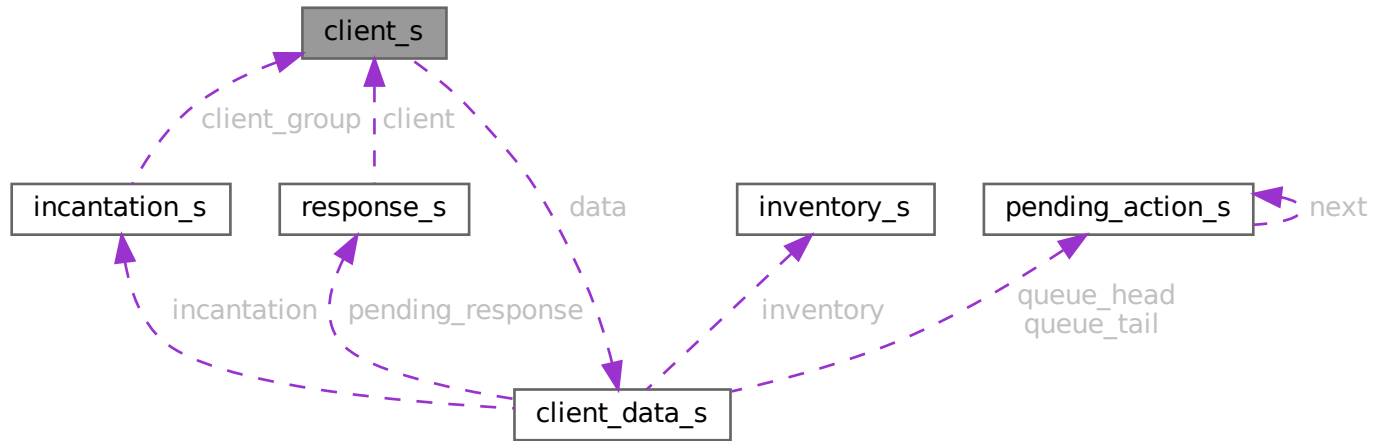 client_s
client_group
client
incantation_s
response_s
data
inventory_s
pending_action_s
next
incantation
pending_response
inventory
queue_head
queue_tail
client_data_s